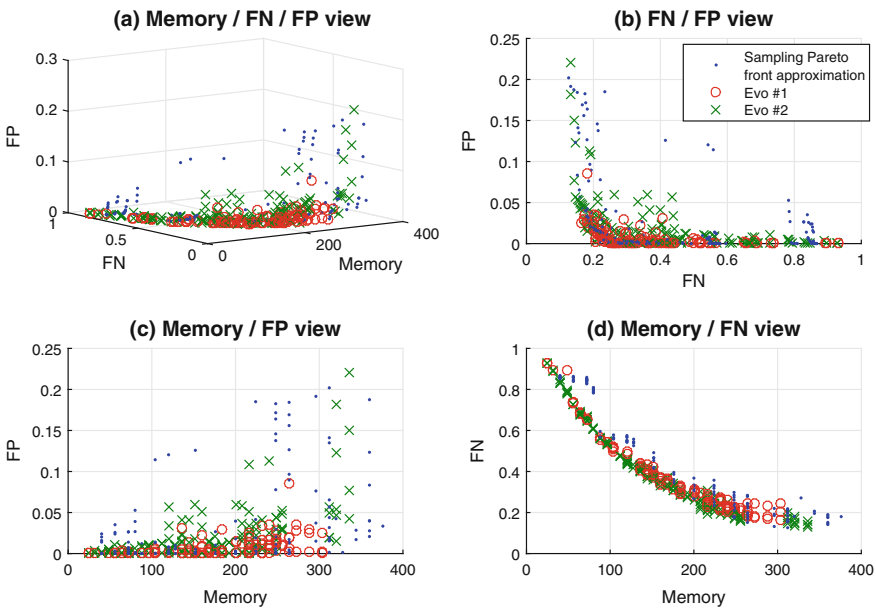 (a) Memory / FN / FP view
0.3
0.2
0.1
0
FP
1
0.5
0
FN
0
200
400
Memory
(b) FN / FP view
0.25
0.2
0.15
0.1
0.05
0
FP
0
0.2
0.4
0.6
0.8
1
FN
Sampling Pareto
front approximation
Evo #1
Evo #2
(c) Memory / FP view
0.25
0.2
0.15
0.1
0.05
0
FP
0
100
200
300
400
Memory
(d) Memory / FN view
1
0.8
0.6
0.4
0.2
0
FN
0
100
200
300
400
Memory